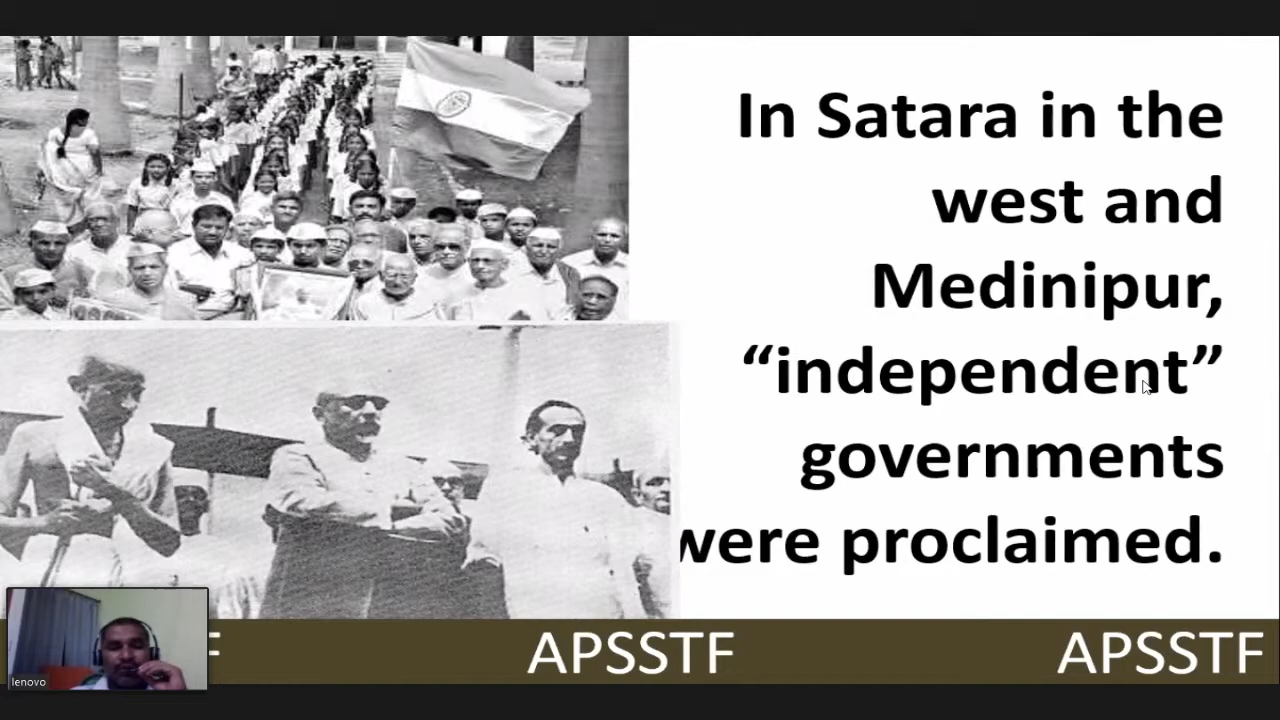 In Satara in the
west and
Medinipur,
“independent”
governments
were proclaimed.
F
APSSTF
APSSTF
lenovo